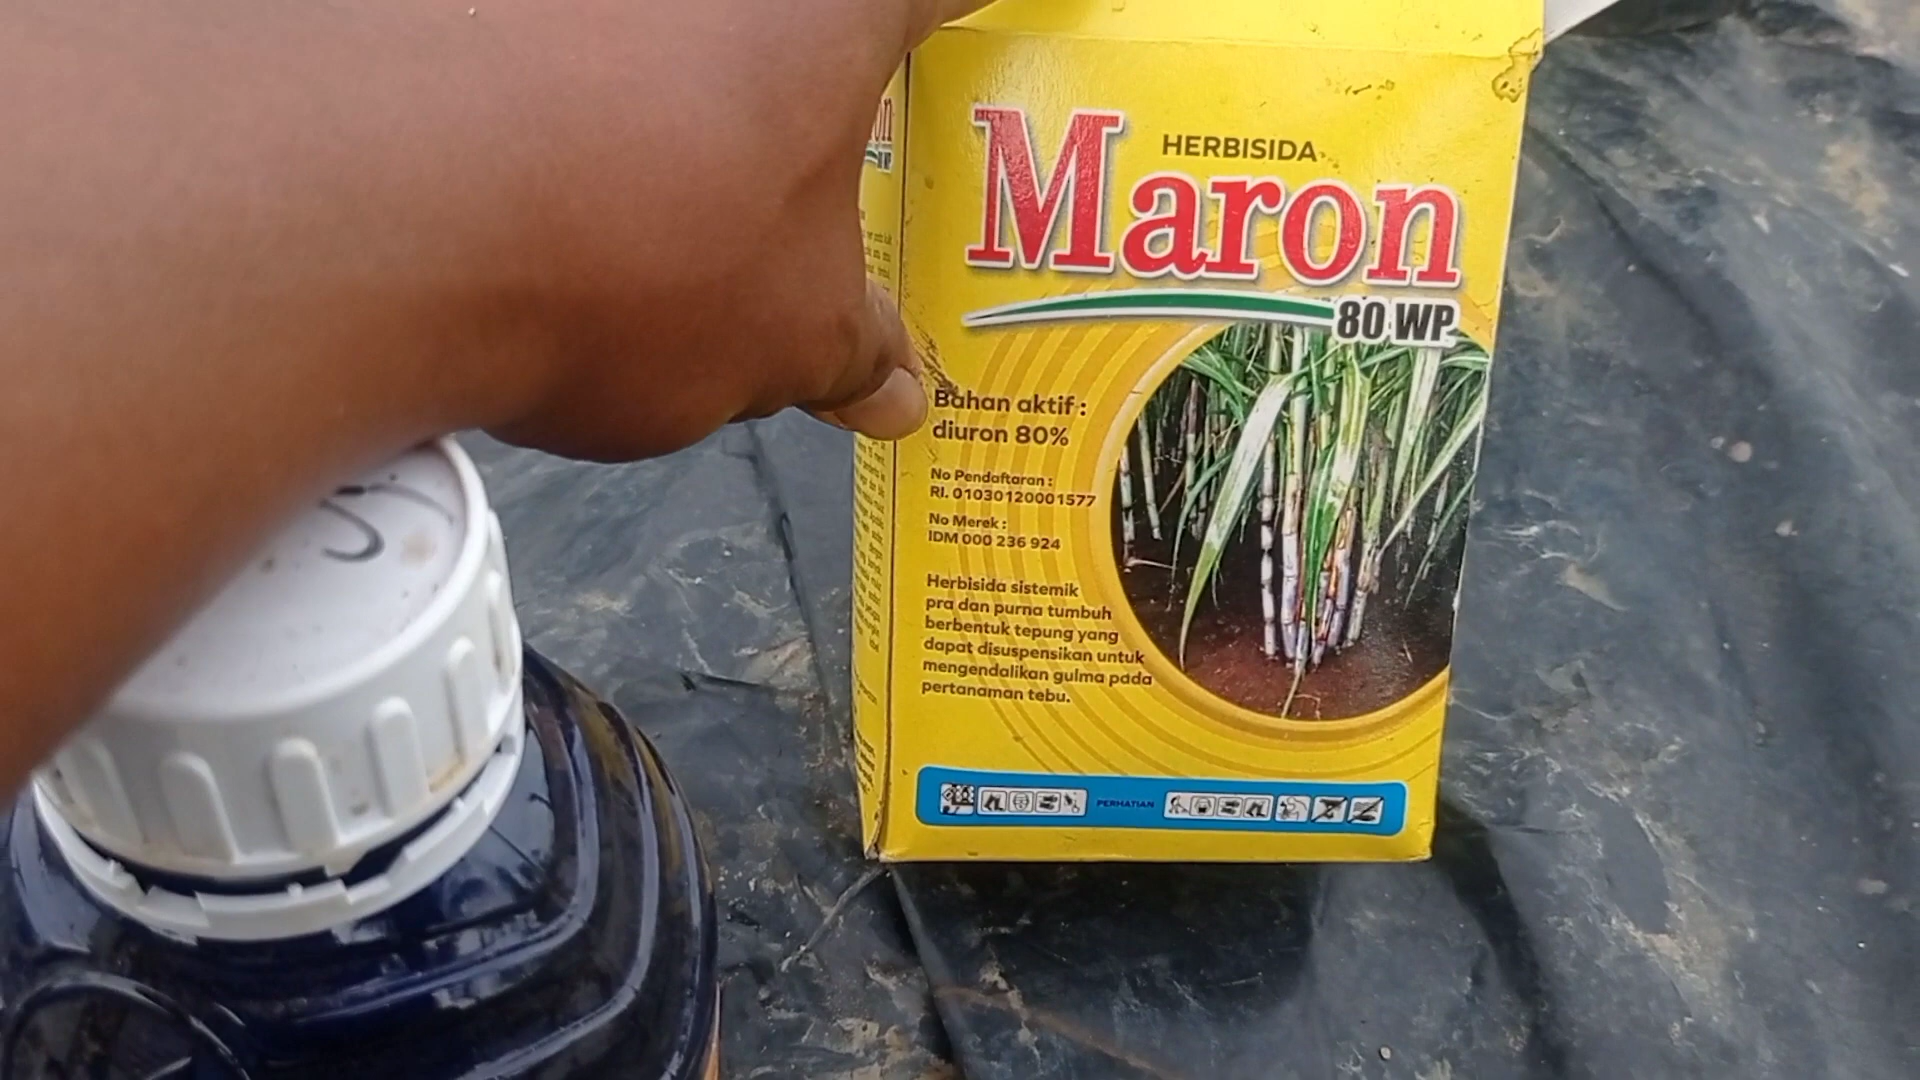 HERBISIDA
Maron
80 WP
Bahan aktif :
diuron 80%
No Pendaftaran :
RI. 01030120001577
No Merek :
IDM 000 236 924
Herbisida sistemik
pra dan purna tumbuh
berbentuk tepung yang
dapat disuspensikan untuk
mengendalikan gulma pada
pertanaman tebu.
PERHATIAN